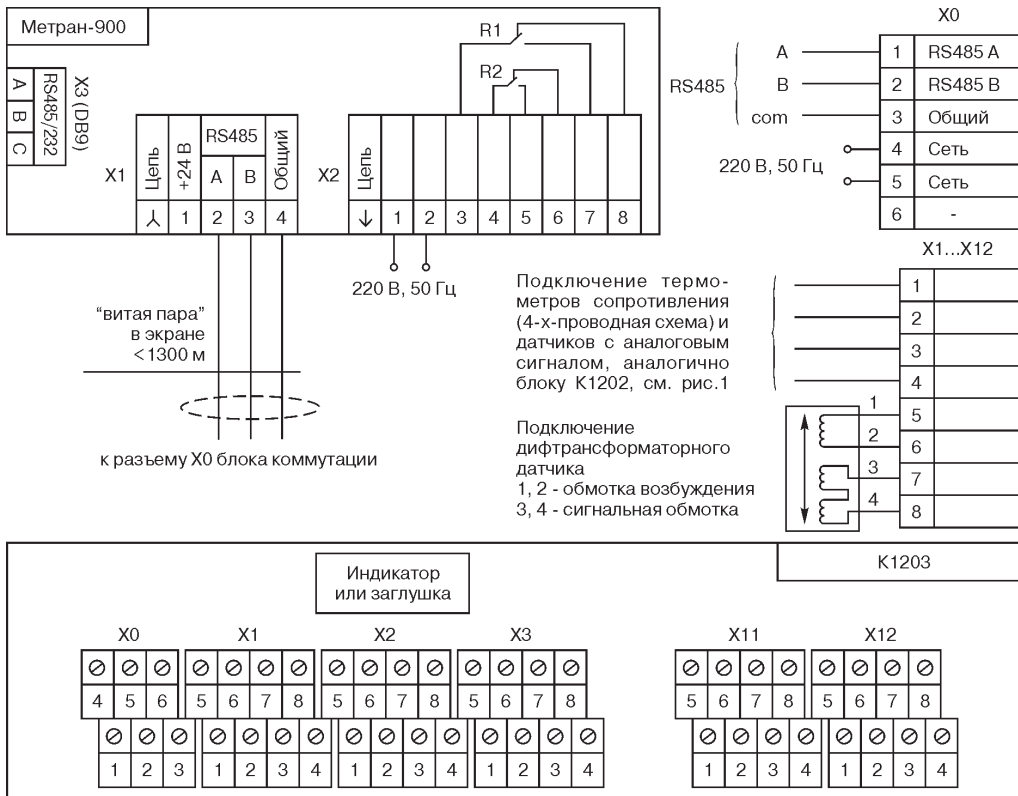 Метран-900
X3 (DB9)
RS485/232
A
B
C
X1
Цепь
+24 В
RS485
A
B
Общий
1
2
3
4
X2
Цепь
1
2
3
4
5
6
7
8
R1
R2
220 В, 50 Гц
“витая пара”
в экране
<1300 м
к разъему X0 блока коммутации
X0
RS485
A
1
RS485 A
B
2
RS485 B
com
3
Общий
220 В, 50 Гц
4
Сеть
5
Сеть
6
-
X1...X12
1
2
3
4
5
6
7
8
Подключение термо-
метров сопротивления
(4-х-проводная схема) и
датчиков с аналоговым
сигналом, аналогично
блоку К1202, см. рис.1
Подключение
дифтрансформаторного
датчика
1, 2 - обмотка возбуждения
3, 4 - сигнальная обмотка
1
2
3
4
К1203
Индикатор
или заглушка
X0
X1
X2
X3
X11
X12
4 5 6 5 6 7 8 5 6 7 8 5 6 7 8 5 6 7 8 5 6 7 8
1 2 3 1 2 3 4 1 2 3 4 1 2 3 4 1 2 3 4 1 2 3 4